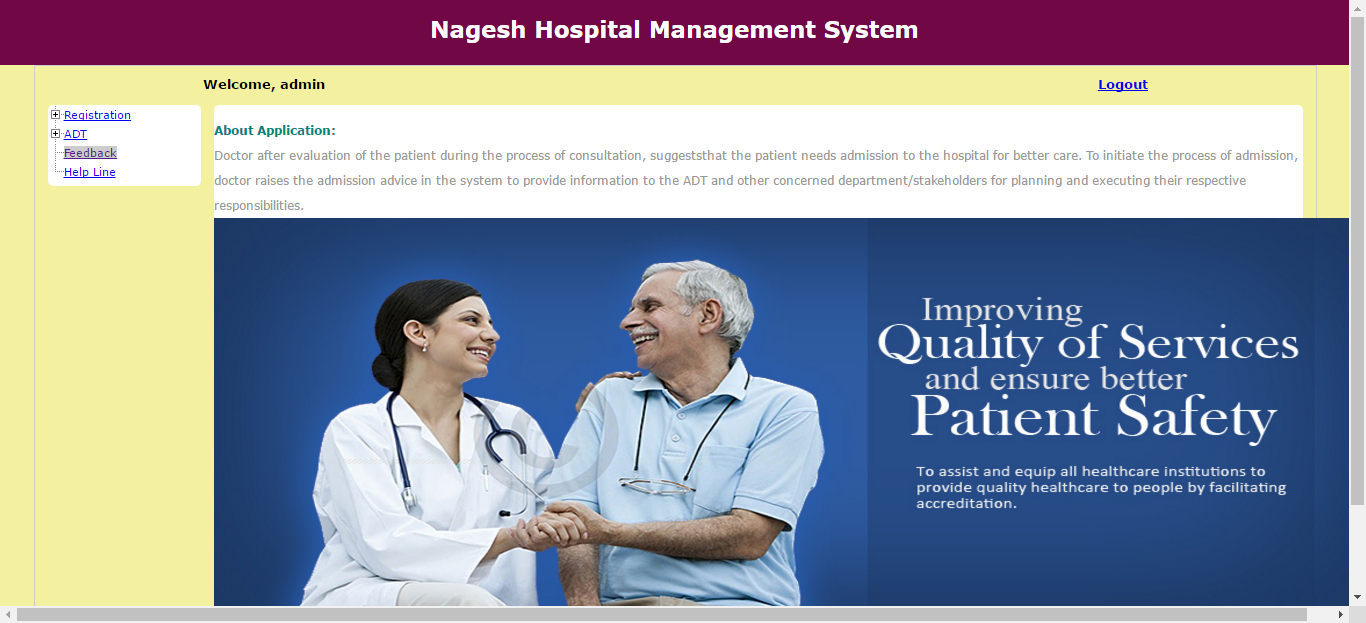 Nagesh Hospital Management System
Welcome, admin
Logout
Registration
ADT
Feedback
Help Line
About Application:
Doctor after evaluation of the patient during the process of consultation, suggeststhat the patient needs admission to the hospital for better care. To initiate the process of admission,
doctor raises the admission advice in the system to provide information to the ADT and other concerned department/stakeholders for planning and executing their respective
responsibilities.
Improving
Quality of Services
and ensure better
Patient Safety
To assist and equip all healthcare institutions to
provide quality healthcare to people by facilitating
accreditation.